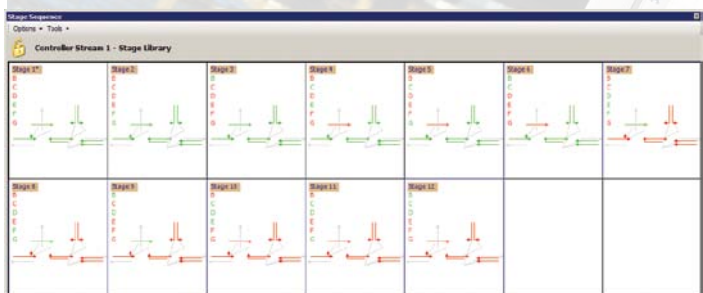 Stage Sequence
Options Tools
Controller Stream 1 - Stage Library
Stage 1* Stage 2 Stage 3 Stage 4 Stage 5 Stage 6 Stage 7
B B B B B B B
C C C C C C C
D D D D D D D
E E E E E E E
F F F F F F F
G G G G G G G
Stage 8 Stage 9 Stage 10 Stage 11 Stage 12
B B B B B
C C C C C
D D D D D
E E E E E
F F F F F
G G G G G